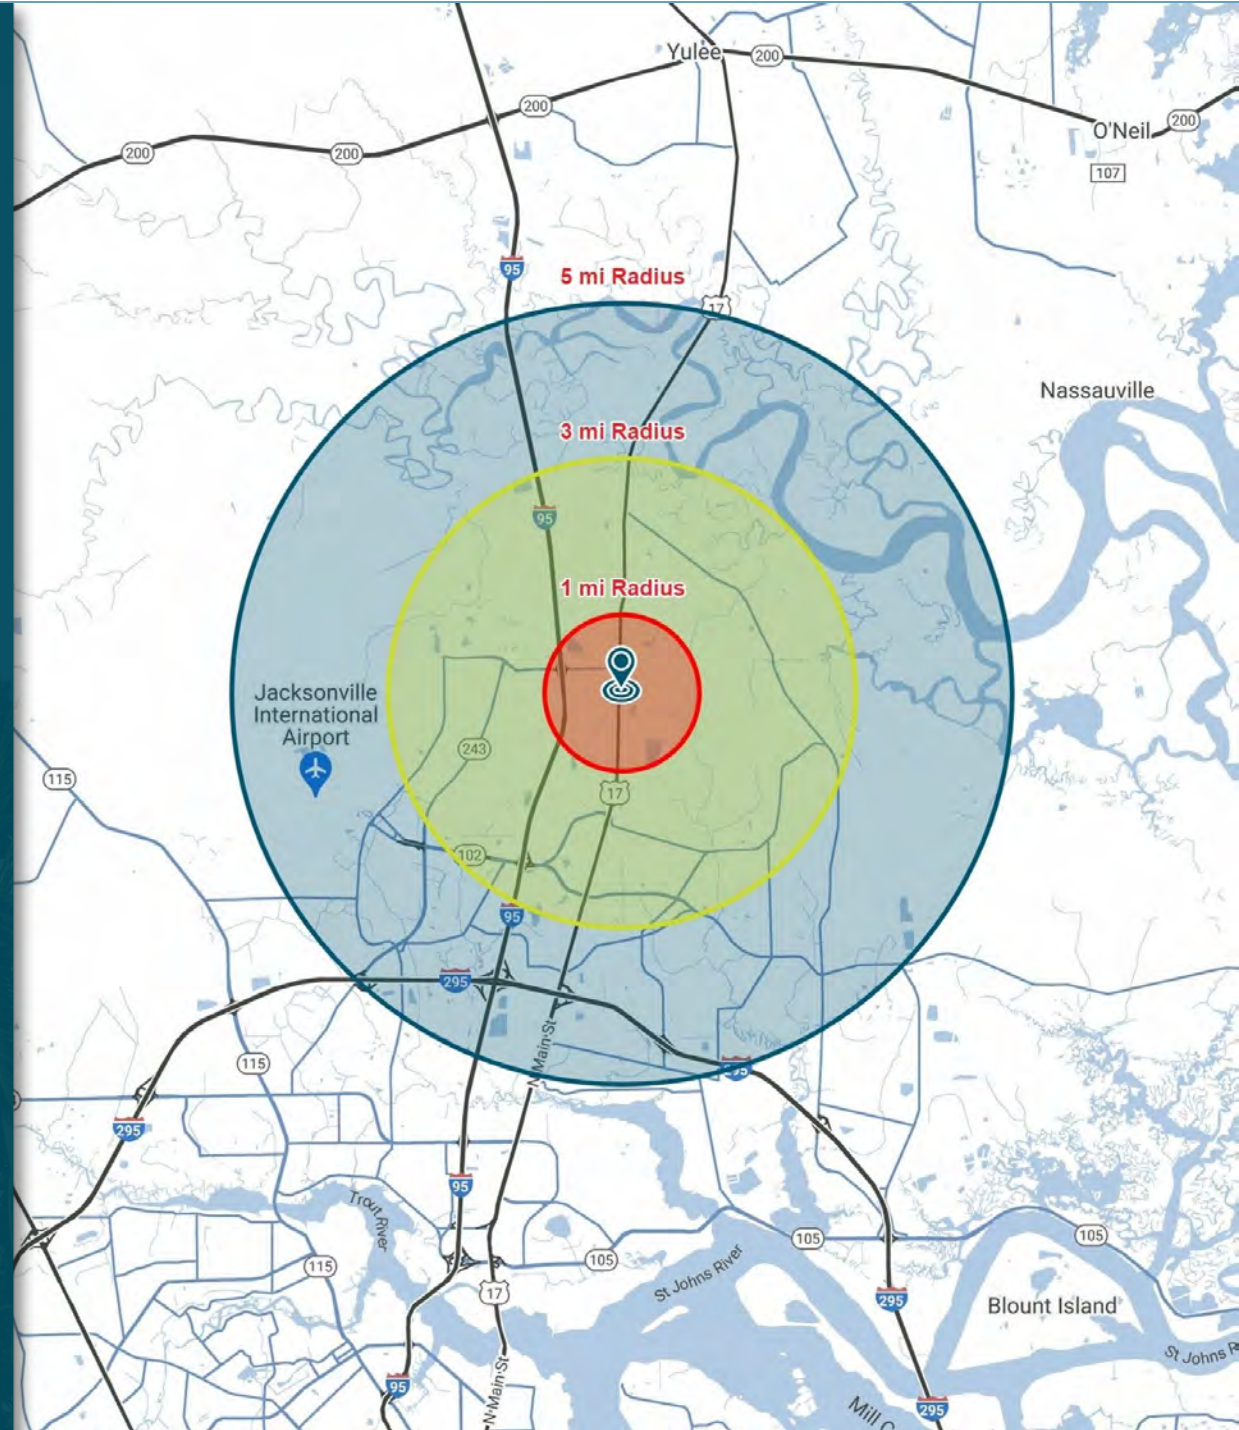 Yulee
200
200
O'Neil
200
200
200
107
95
5 mi Radius
17
Nassauville
3 mi Radius
95
1 mi Radius
Jacksonville
International
Airport
243
115
17
102
95
295
N Main St
115
295
295
95
Trout River
105
105
105
St Johns River
115
17
295
Blount Island
St Johns R
N Main St
95
Mill C
295